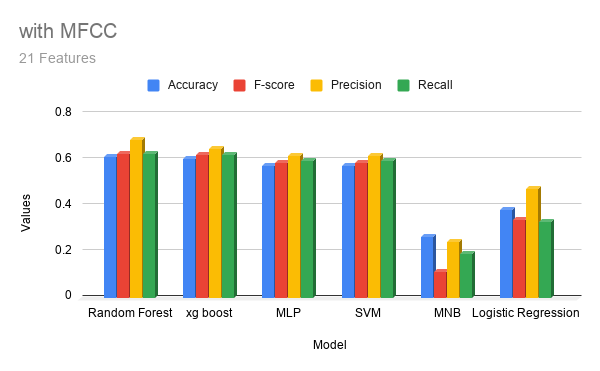 with MFCC
21 Features
Accuracy F-score Precision Recall
0.8
0.6
0.4
0.2
0
Values
Random Forest xg boost MLP SVM MNB Logistic Regression
Model